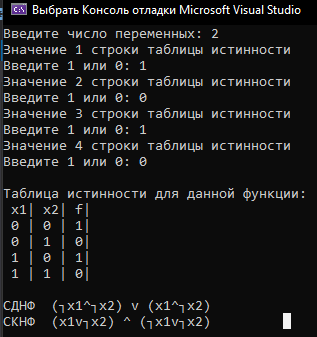 Выбрать Консоль отладки Microsoft Visual Studio
Введите число переменных: 2
Значение 1 строки таблицы истинности
Введите 1 или 0: 1
Значение 2 строки таблицы истинности
Введите 1 или 0: 0
Значение 3 строки таблицы истинности
Введите 1 или 0: 1
Значение 4 строки таблицы истинности
Введите 1 или 0: 0
Таблица истинности для данной функции:
x1| x2| f|
0 | 0 | 1|
0 | 1 | 0|
1 | 0 | 1|
1 | 1 | 0|
СДНФ (┐x1^┐x2) v (x1^┐x2)
СКНФ (x1v┐x2) ^ (┐x1v┐x2)